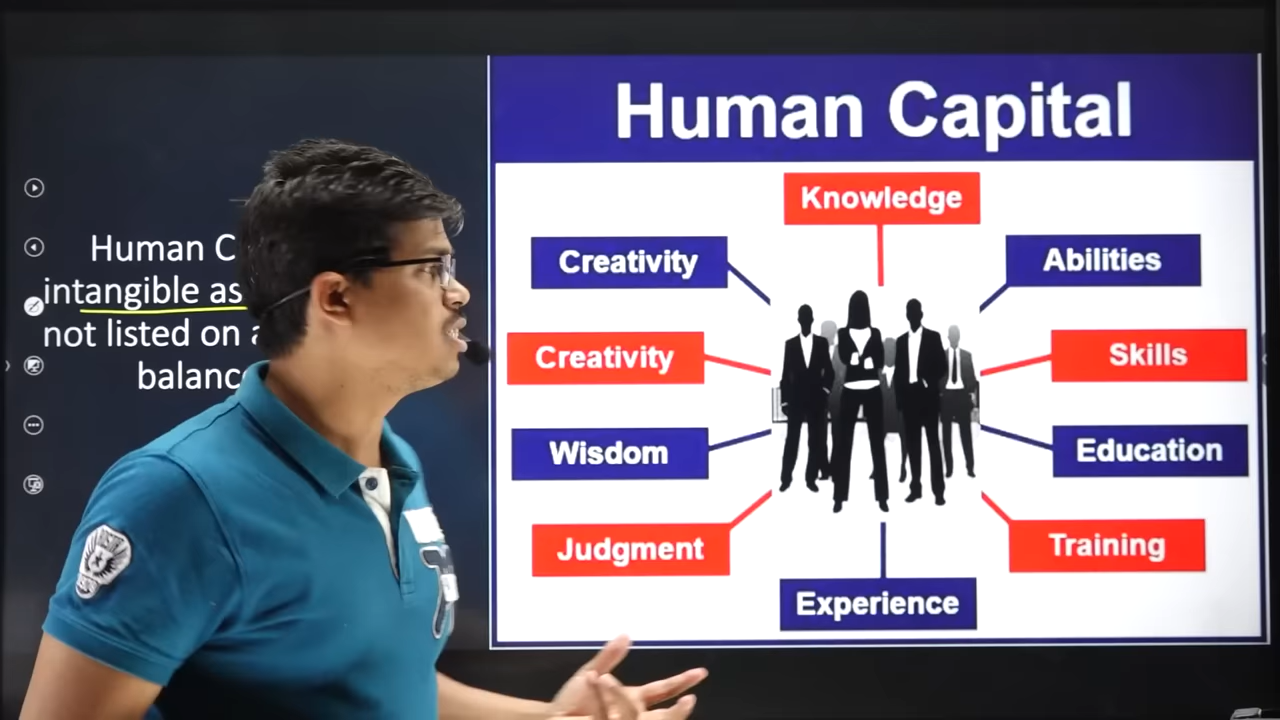 Human C
intangible as
not listed on a
balanc
Human Capital
Knowledge
Creativity
Abilities
Creativity
Skills
Wisdom
Education
Judgment
Training
Experience